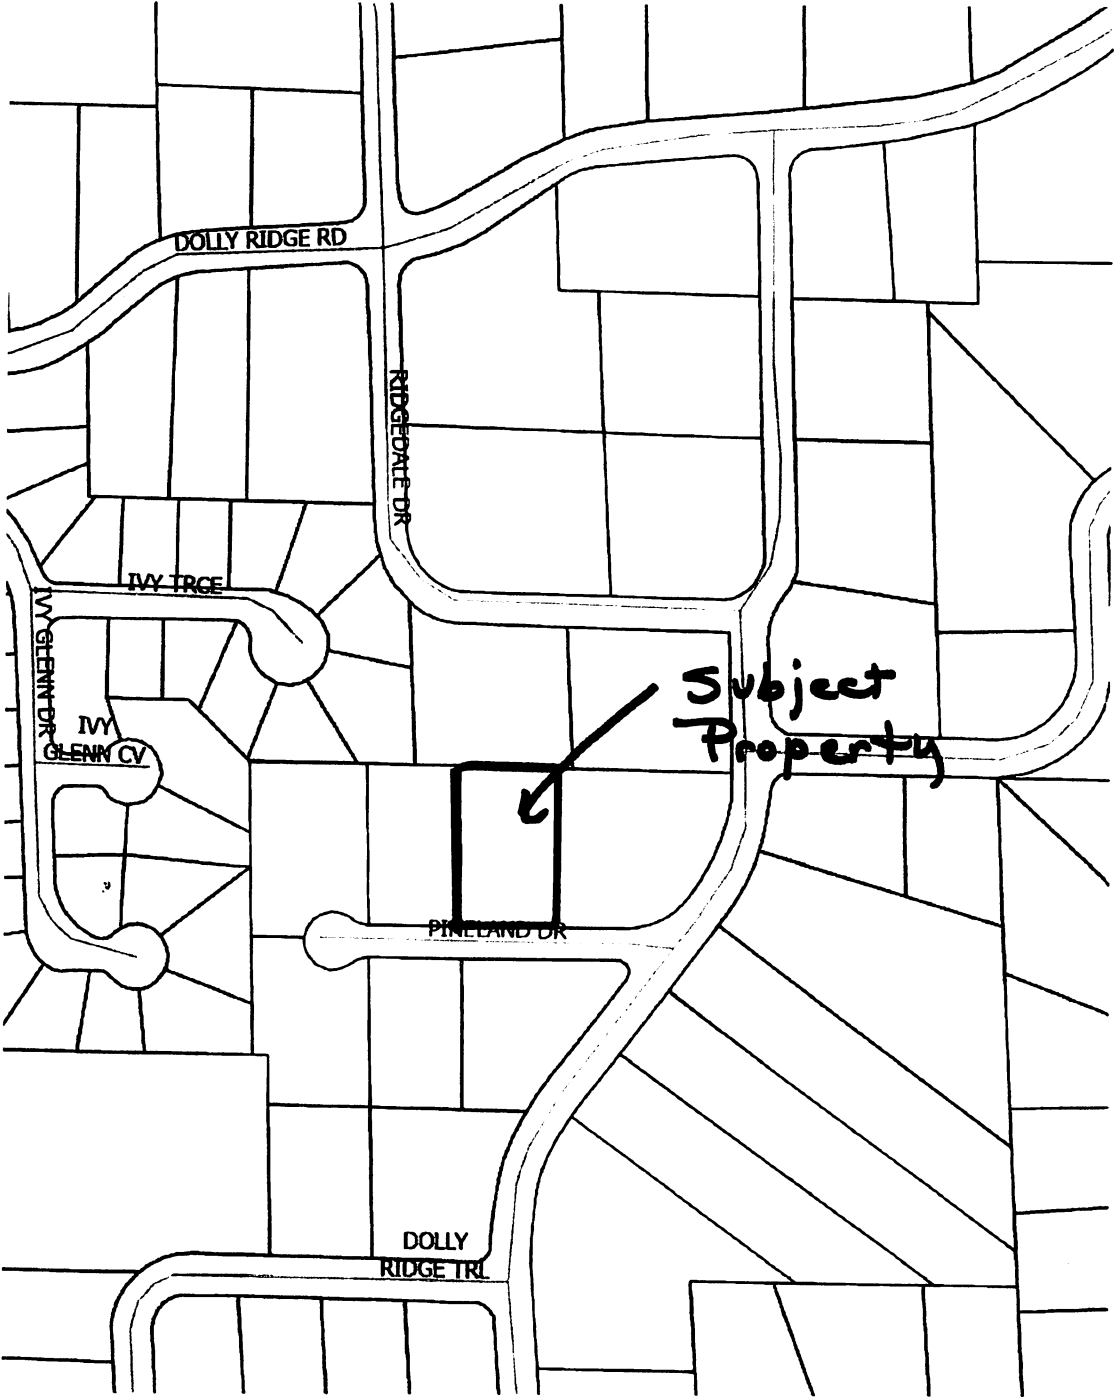 DOLLY RIDGE RD
RIDGEDALE DR
IVY TRCE
IVY GLENN DR
Subject
Property
IVY
GLENN CV
PINELAND DR
DOLLY
RIDGE TRL